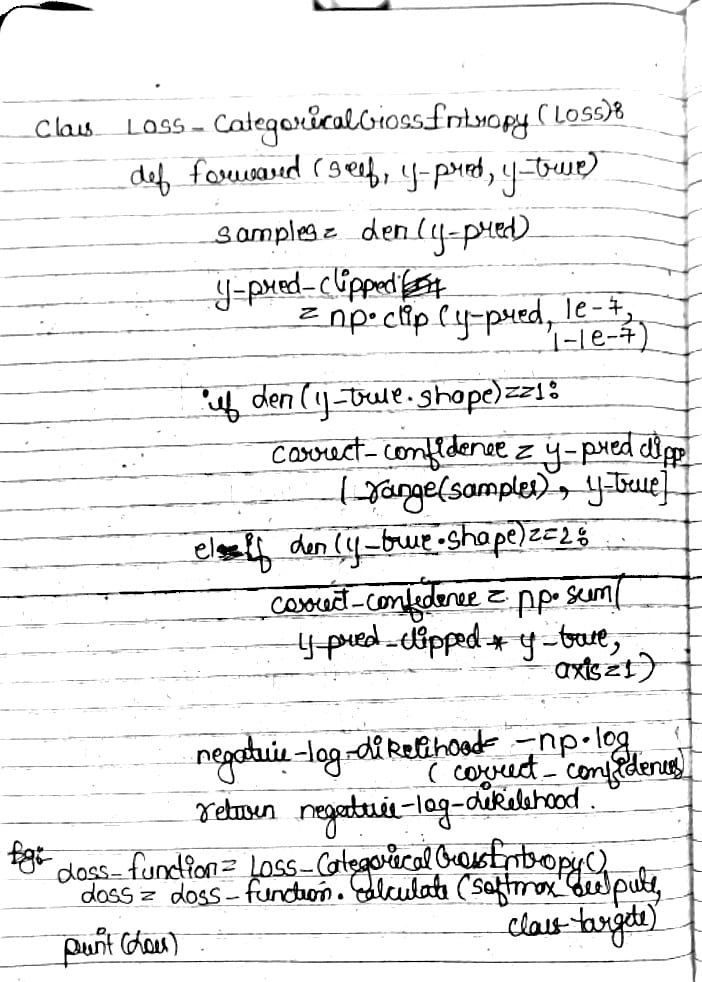 Class Loss-CategoricalCrossEntropy (Loss):
def forward (self, y-pred, y-true)
samples = len (y-pred)
y-pred-clipped
= np.clip (y-pred, 1e-7,
1-1e-7)
if len (y-true.shape)==1:
correct-confidence = y-pred clippe
[range(samples), y-true]
elif len (y-true.shape)==2:
correct-confidence = np.sum(
y-pred-clipped * y-true,
axis=1)
negative-log-likelihood= -np.log
(correct-confidences)
return negative-log-likelihood.
Eg:- loss-function = Loss-CategoricalCrossEntropy()
loss = loss-function.calculate (softmax outputs,
class-targets)
print (loss)